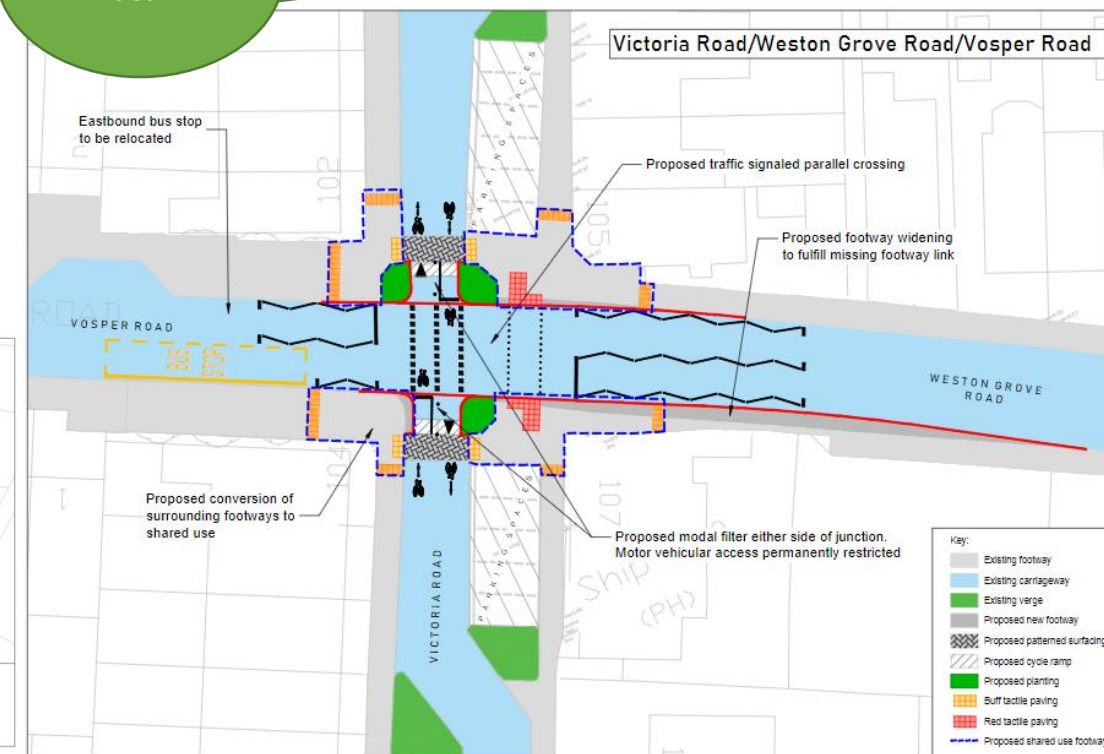 Victoria Road/Weston Grove Road/Vosper Road
Eastbound bus stop
to be relocated
102
PARKING SPACES
105
Proposed traffic signaled parallel crossing
Proposed footway widening
to fulfill missing footway link
ROAD
VOSPER ROAD
BUS
STOP
WESTON GROVE
ROAD
1
Proposed conversion of
surrounding footways to
shared use
107
PARKING SPACES
Proposed modal filter either side of junction.
Motor vehicular access permanently restricted
Ship
(PH)
VICTORIA ROAD
Key:
Existing footway
Existing carriageway
Existing verge
Proposed new footway
Proposed patterned surfacing
Proposed cycle ramp
Proposed planting
Buff tactile paving
Red tactile paving
Proposed shared use footway